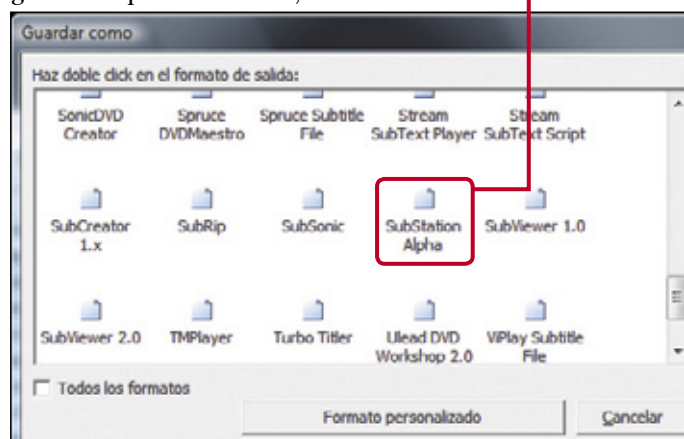 Guardar como
Haz doble click en el formato de salida:
SonicDVD Spruce Spruce Subtitle Stream Stream
Creator DVDMaestro File SubText Player SubText Script
SubCreator SubRip SubSonic SubStation SubViewer 1.0
1.x Alpha
SubViewer 2.0 TMPlayer Turbo Titler Ulead DVD ViPlay Subtitle
Workshop 2.0 File
Todos los formatos
Formato personalizado Cancelar